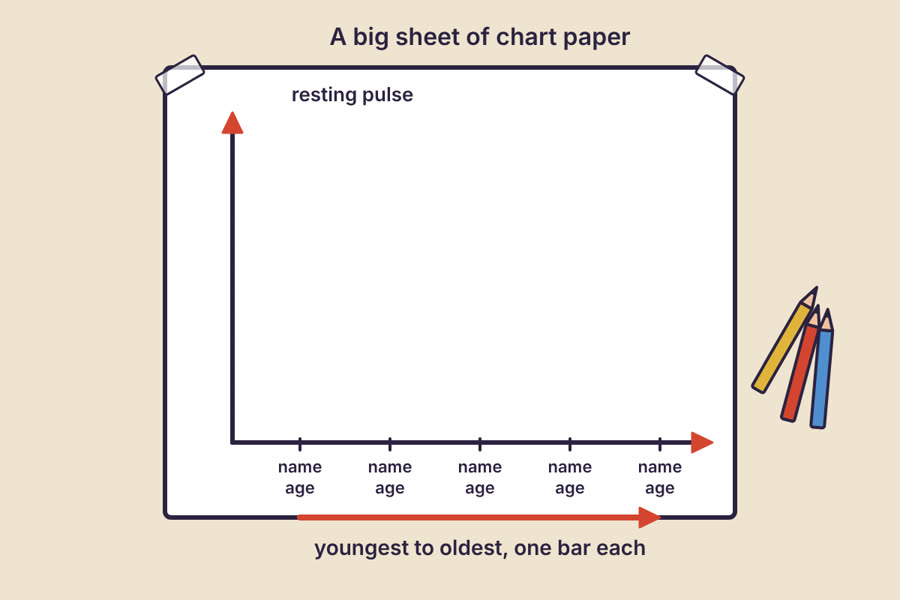 A big sheet of chart paper
resting pulse
name name name name name
age age age age age
youngest to oldest, one bar each